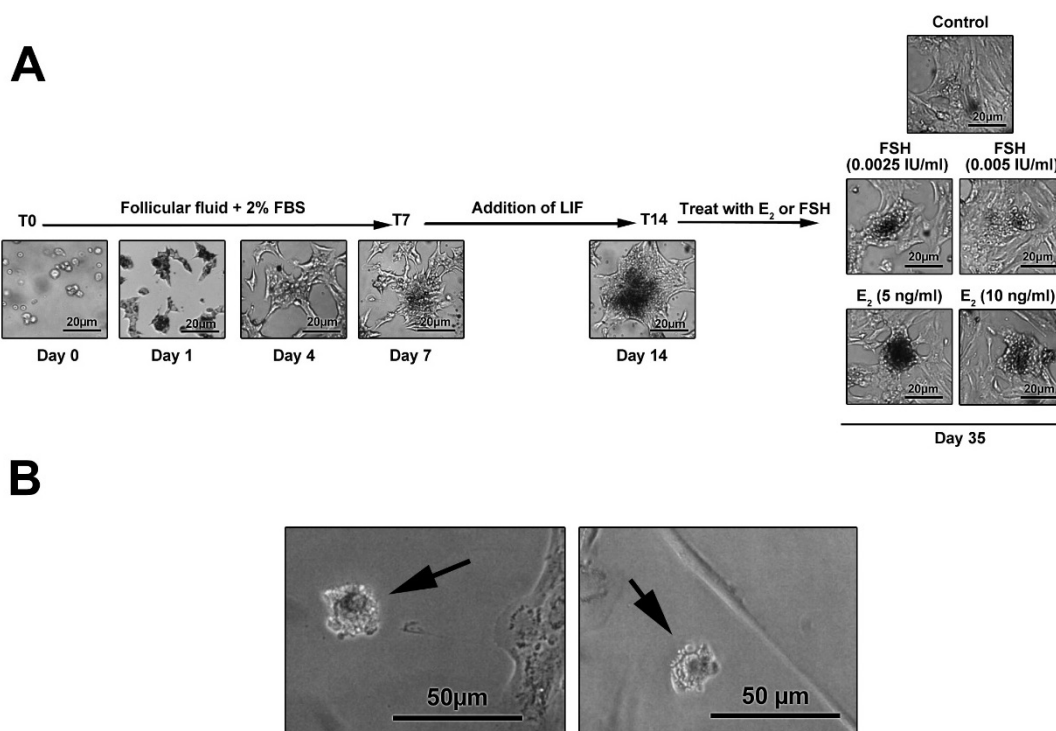 A
Control
20µm
FSH FSH
(0.0025 IU/ml) (0.005 IU/ml)
T0 Follicular fluid + 2% FBS T7 Addition of LIF T14 Treat with E₂ or FSH
20µm 20µm
20µm 20µm 20µm 20µm 20µm
Day 0 Day 1 Day 4 Day 7 Day 14
E₂ (5 ng/ml) E₂ (10 ng/ml)
20µm 20µm
Day 35
B
50µm 50 µm